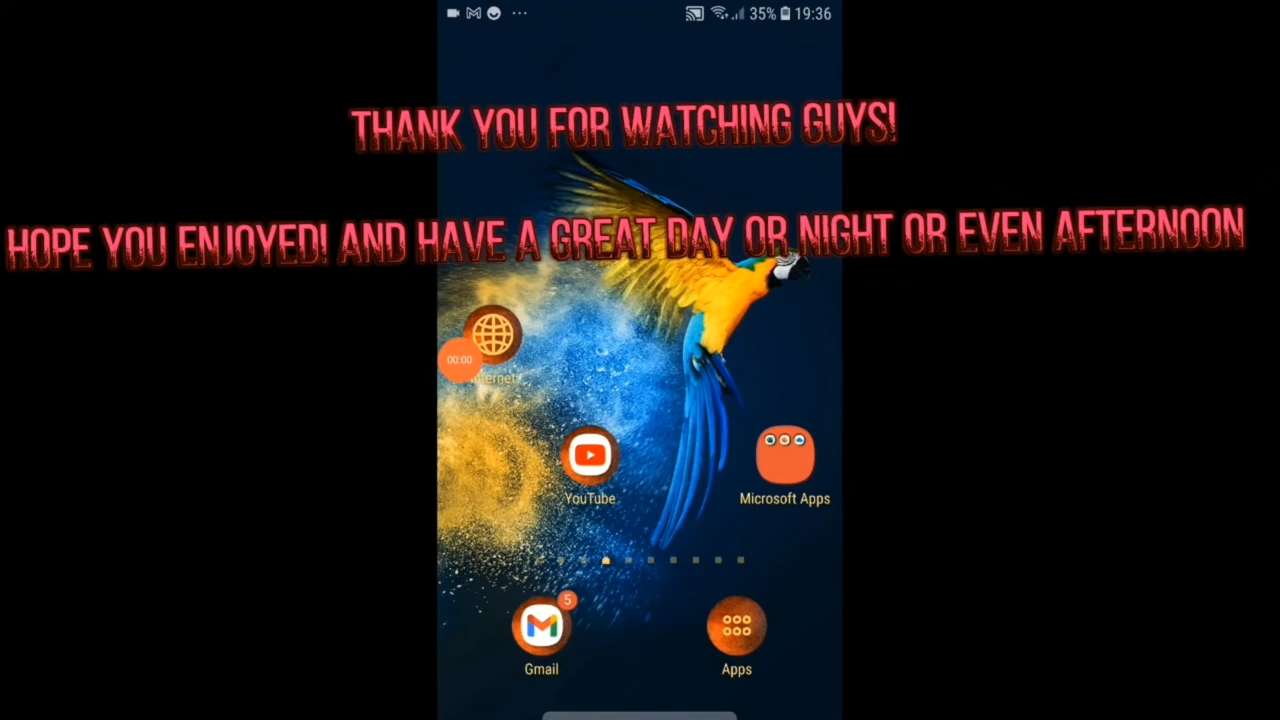 35% 19:36
THANK YOU FOR WATCHING GUYS!
HOPE YOU ENJOYED! AND HAVE A GREAT DAY OR NIGHT OR EVEN AFTERNOON
00:00
Internet
YouTube
Microsoft Apps
5
Gmail
Apps